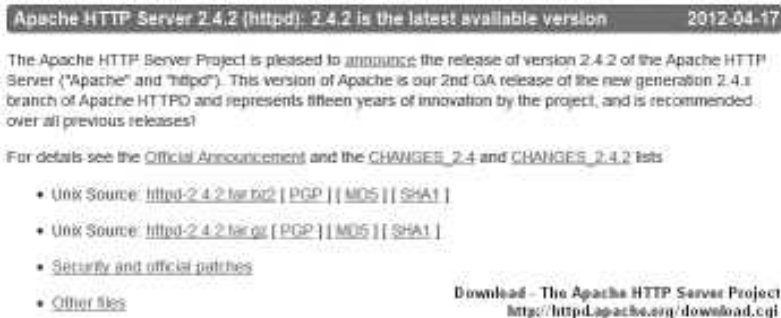 Apache HTTP Server 2.4.2 (httpd): 2.4.2 is the latest available version 2012-04-17
The Apache HTTP Server Project is pleased to announce the release of version 2.4.2 of the Apache HTTP
Server ("Apache" and "httpd"). This version of Apache is our 2nd GA release of the new generation 2.4.x
branch of Apache HTTPD and represents fifteen years of innovation by the project, and is recommended
over all previous releases!
For details see the Official Announcement and the CHANGES_2.4 and CHANGES_2.4.2 lists
• Unix Source: httpd-2.4.2.tar.bz2 [ PGP ] [ MD5 ] [ SHA1 ]
• Unix Source: httpd-2.4.2.tar.gz [ PGP ] [ MD5 ] [ SHA1 ]
• Security and official patches
• Other files
Download - The Apache HTTP Server Project
http://httpd.apache.org/download.cgi